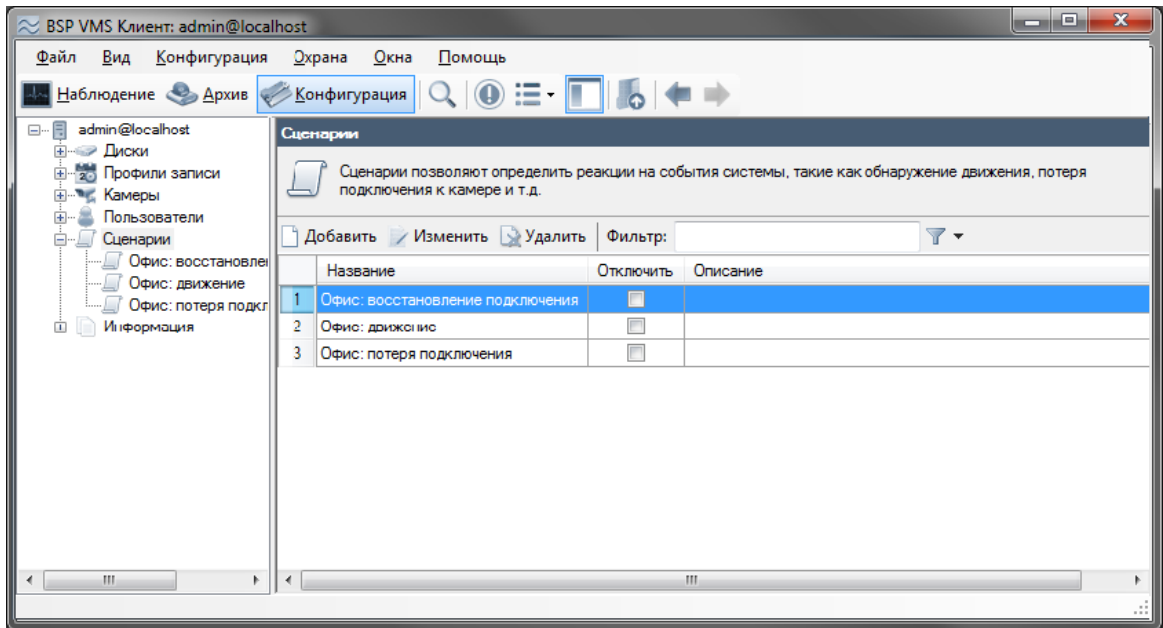 BSP VMS Клиент: admin@localhost
Файл Вид Конфигурация Охрана Окна Помощь
Наблюдение Архив Конфигурация
admin@localhost
Диски
Профили записи
Камеры
Пользователи
Сценарии
Офис: восстановле
Офис: движение
Офис: потеря подкл
Информация
Сценарии
Сценарии позволяют определить реакции на события системы, такие как обнаружение движения, потеря
подключения к камере и т.д.
Добавить Изменить Удалить Фильтр:
Название Отключить Описание
1 Офис: восстановление подключения
2 Офис: движение
3 Офис: потеря подключения